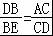 DB/BE = AC/CD